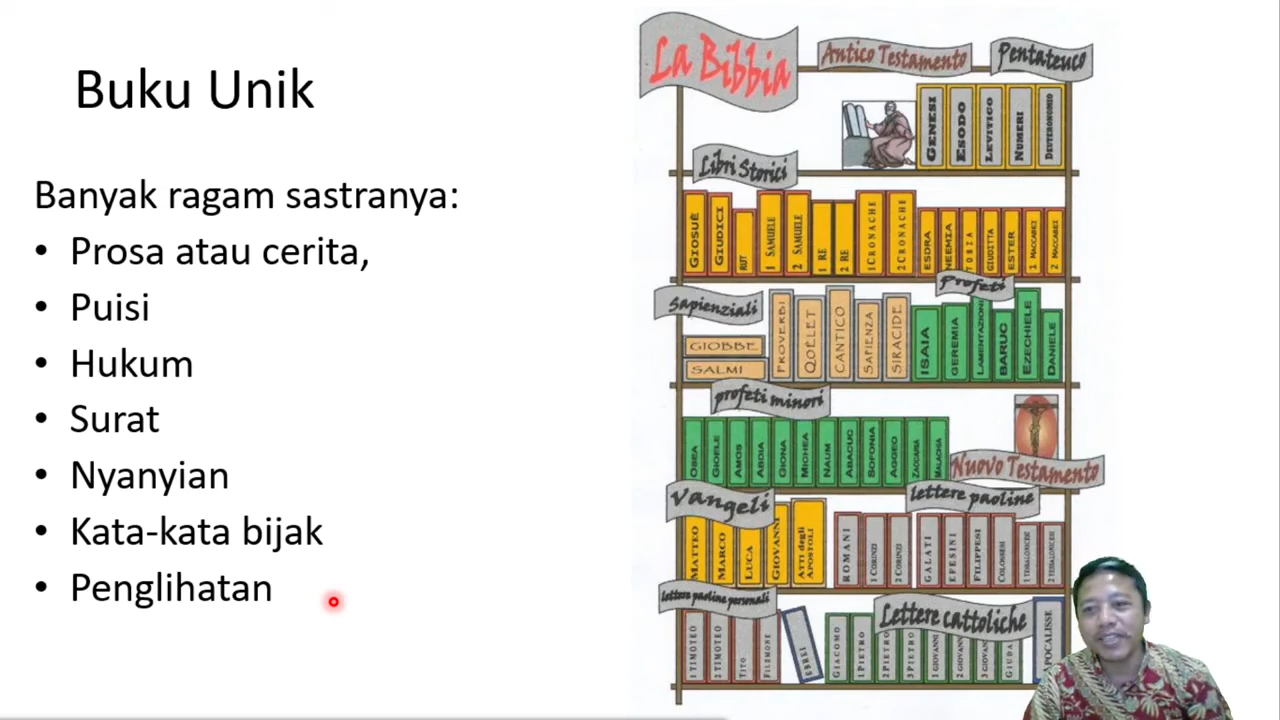 Buku Unik
Banyak ragam sastranya:
• Prosa atau cerita,
• Puisi
• Hukum
• Surat
• Nyanyian
• Kata-kata bijak
• Penglihatan
La Bibbia
Antico Testamento
Pentateuco
GENESI
ESODO
LEVITICO
NUMERI
DEUTERONOMIO
Libri Storici
GIOSUÈ
GIUDICI
RUT
1 SAMUELE
2 SAMUELE
1 RE
2 RE
1 CRONACHE
2 CRONACHE
ESDRA
NEEMIA
TOBIA
GIUDITTA
ESTER
1 MACCABEI
2 MACCABEI
Sapienziali
Profeti
GIOBBE
SALMI
PROVERBI
QOÈLET
CANTICO
SAPIENZA
SIRACIDE
ISAIA
GEREMIA
LAMENTAZIONI
BARUC
EZECHIELE
DANIELE
profeti minori
OSEA
GIOELE
AMOS
ABDIA
GIONA
MICHEA
NAUM
ABACUC
SOFONIA
AGGEO
ZACCARIA
MALACHIA
Nuovo Testamento
Vangeli
lettere paoline
MATTEO
MARCO
LUCA
GIOVANNI
ATTI degli APOSTOLI
ROMANI
1 CORINZI
2 CORINZI
GALATI
EFESINI
FILIPPESI
COLOSSESI
1 TESSALONICESI
2 TESSALONICESI
lettere paoline personali
Lettere cattoliche
1 TIMOTEO
2 TIMOTEO
TITO
FILEMONE
EBREI
GIACOMO
1 PIETRO
2 PIETRO
3 PIETRO
1 GIOVANNI
2 GIOVANNI
3 GIOVANNI
GIUDA
APOCALISSE